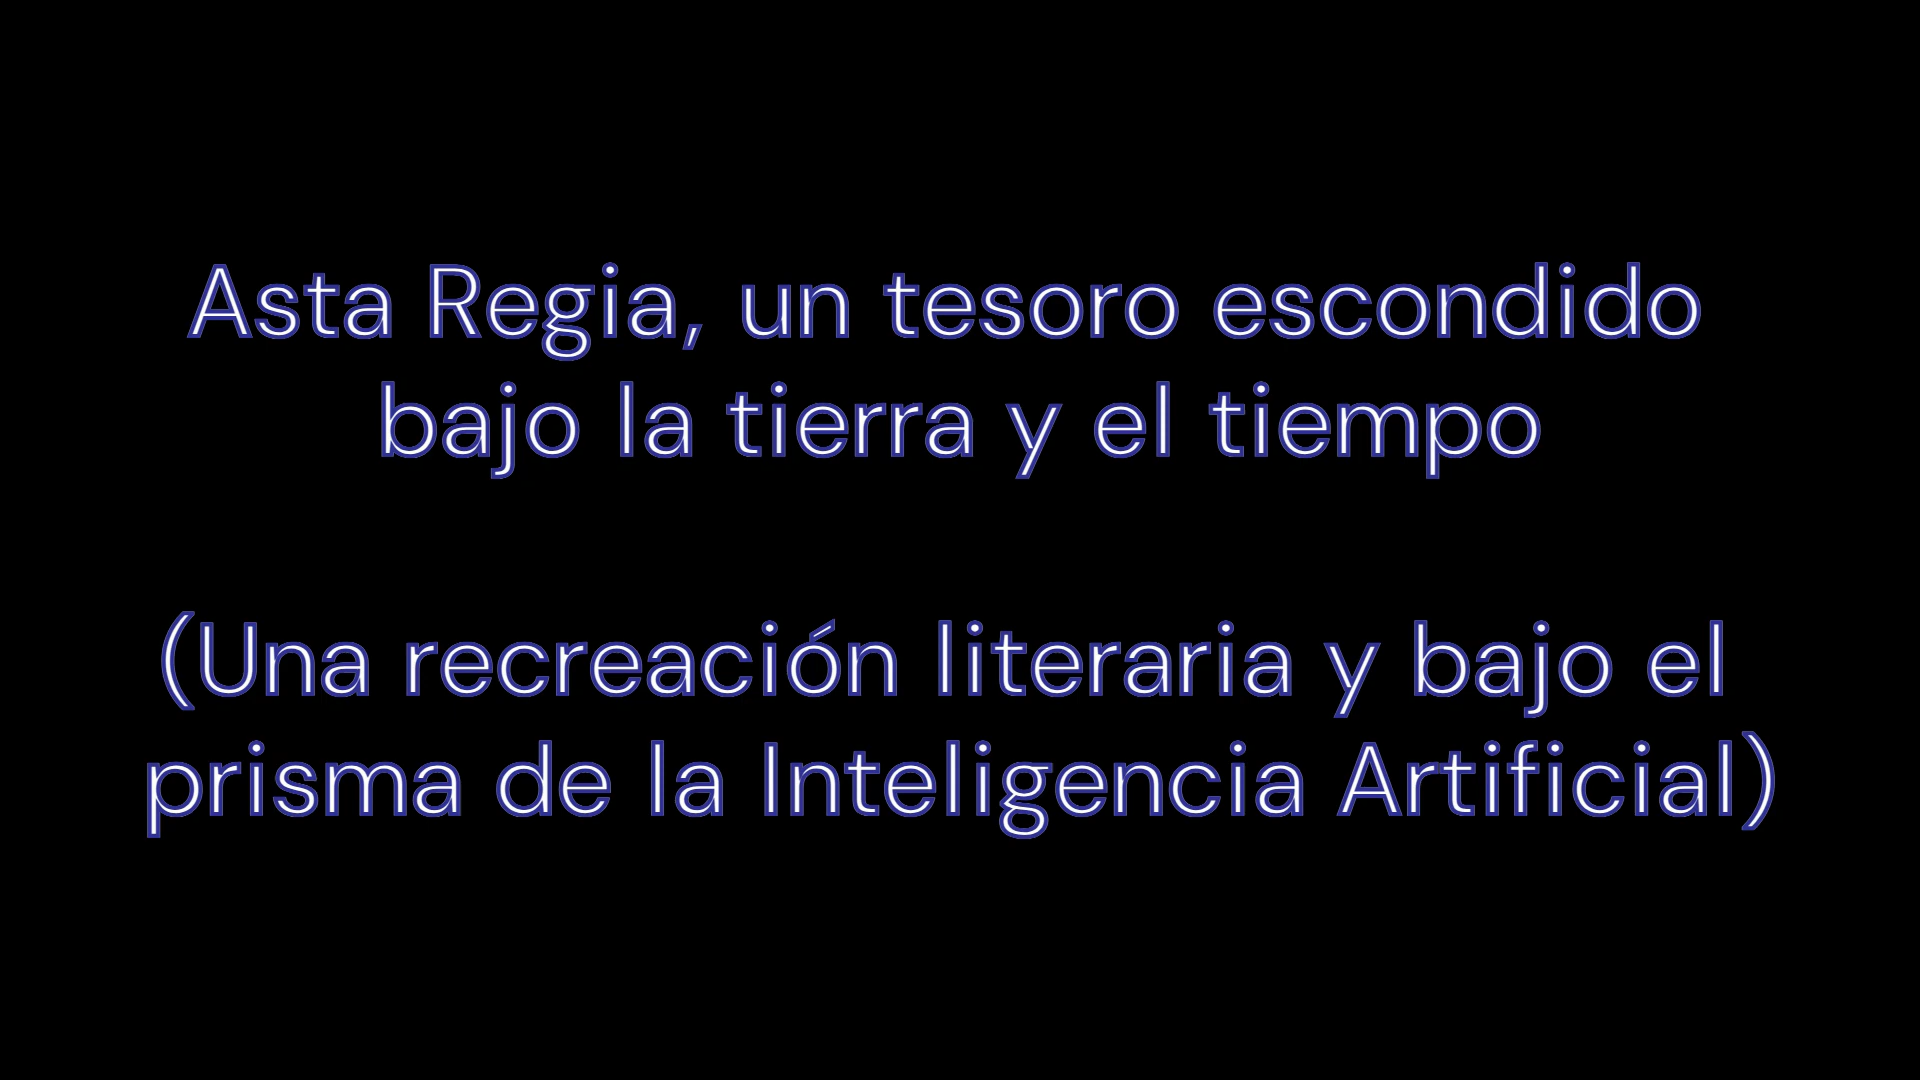 Asta Regia, un tesoro escondido
bajo la tierra y el tiempo
(Una recreación literaria y bajo el
prisma de la Inteligencia Artificial)